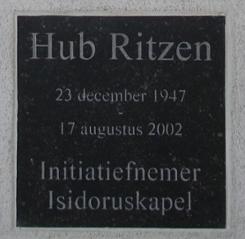 Hub Ritzen
23 december 1947
-
17 augustus 2002
Initiatiefnemer
Isidoruskapel